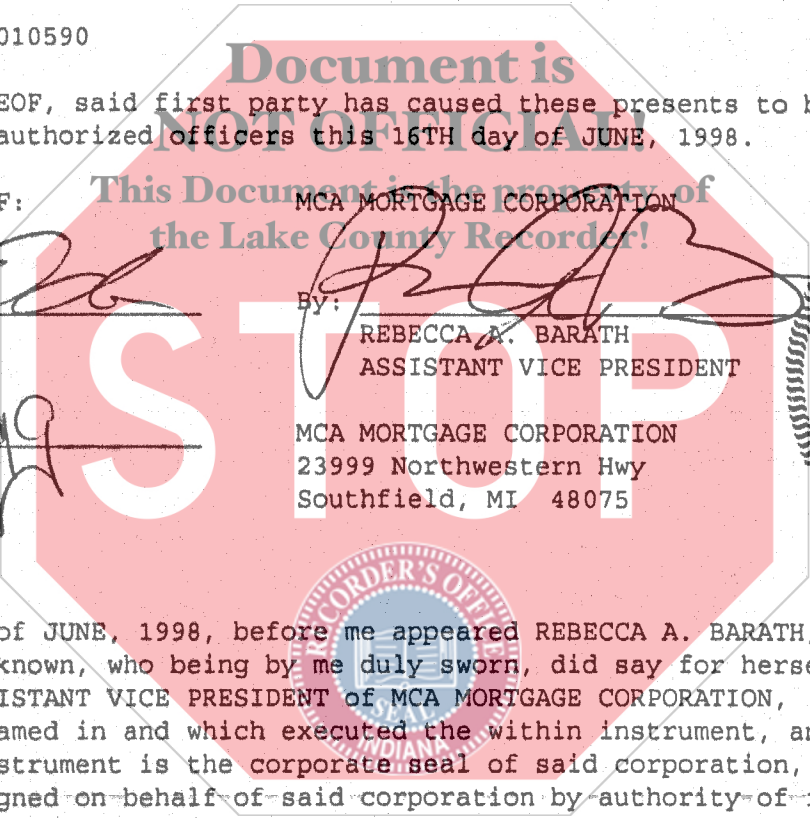 010590
Document is
EOF, said first party has caused these presents to b
authorized officers this 16TH day of JUNE, 1998.
NOT OFFICIAL!
This Document is the property of
F: MCA MORTGAGE CORPORATION
the Lake County Recorder!
By:
REBECCA A. BARATH
ASSISTANT VICE PRESIDENT
STOP
MCA MORTGAGE CORPORATION
23999 Northwestern Hwy
Southfield, MI 48075
RECORDER'S OFFICE
of JUNE, 1998, before me appeared REBECCA A. BARATH,
known, who being by me duly sworn, did say for herse
ISTANT VICE PRESIDENT of MCA MORTGAGE CORPORATION,
SEAL
amed in and which executed the within instrument, an
INDIANA
strument is the corporate seal of said corporation,
gned on behalf of said corporation by authority of i